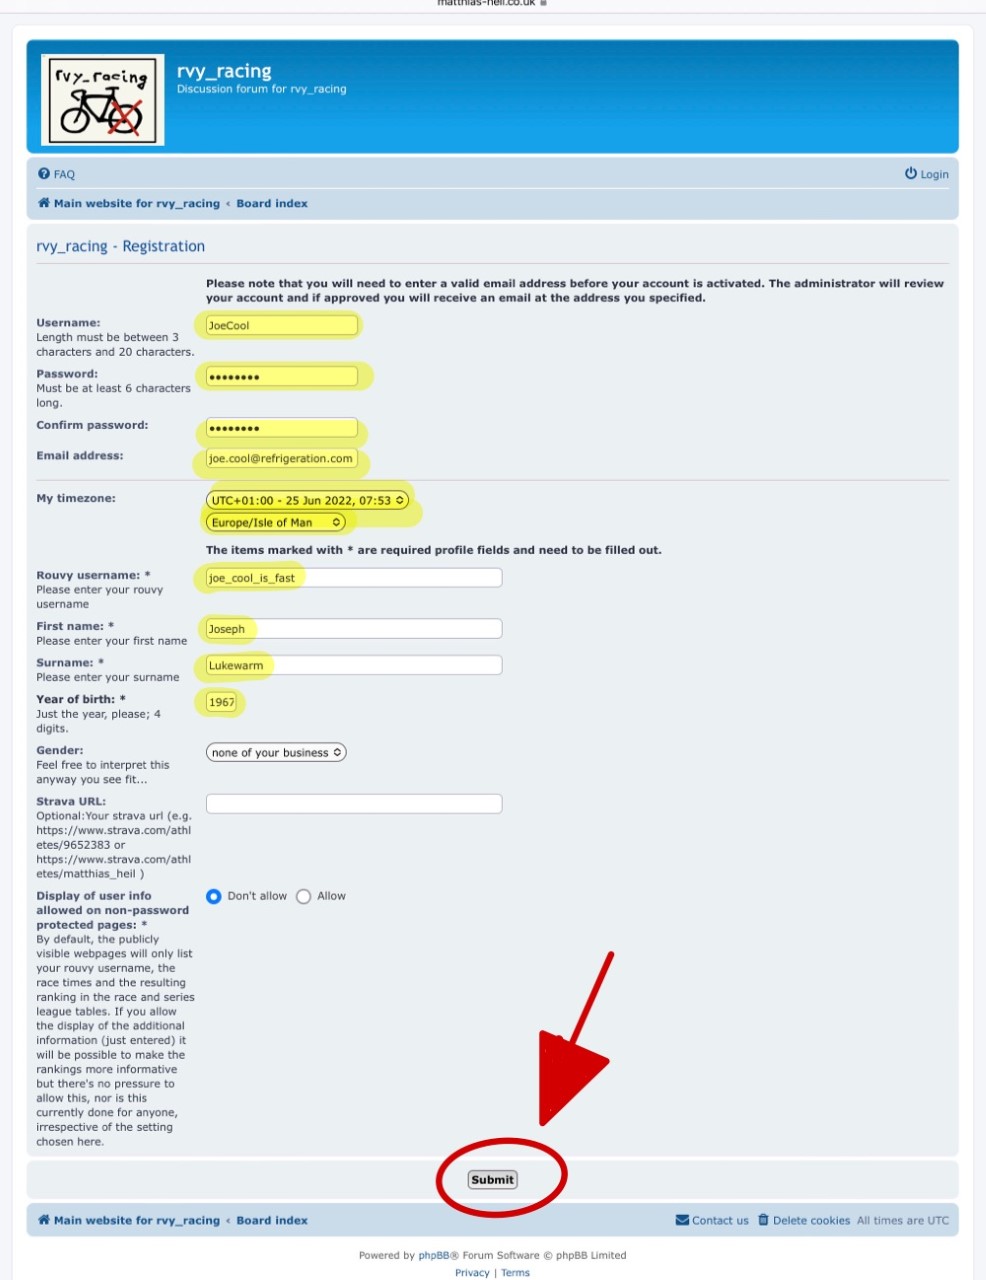 matthias-heil.co.uk
rvy_racing
rvy_racing
Discussion forum for rvy_racing
FAQ
Login
Main website for rvy_racing ‹ Board index
rvy_racing - Registration
Please note that you will need to enter a valid email address before your account is activated. The administrator will review
your account and if approved you will receive an email at the address you specified.
Username:
JoeCool
Length must be between 3
characters and 20 characters.
Password:
••••••••
Must be at least 6 characters
long.
Confirm password:
••••••••
Email address:
joe.cool@refrigeration.com
My timezone:
UTC+01:00 - 25 Jun 2022, 07:53
Europe/Isle of Man
The items marked with * are required profile fields and need to be filled out.
Rouvy username: *
joe_cool_is_fast
Please enter your rouvy
username
First name: *
Joseph
Please enter your first name
Surname: *
Lukewarm
Please enter your surname
Year of birth: *
1967
Just the year, please; 4
digits.
Gender:
none of your business
Feel free to interpret this
anyway you see fit...
Strava URL:
Optional:Your strava url (e.g.
https://www.strava.com/athl
etes/9652383 or
https://www.strava.com/athl
etes/matthias_heil )
Display of user info
Don't allow
Allow
allowed on non-password
protected pages: *
By default, the publicly
visible webpages will only list
your rouvy username, the
race times and the resulting
ranking in the race and series
league tables. If you allow
the display of the additional
information (just entered) it
will be possible to make the
rankings more informative
but there's no pressure to
allow this, nor is this
currently done for anyone,
irrespective of the setting
chosen here.
Submit
Main website for rvy_racing ‹ Board index
Contact us
Delete cookies
All times are UTC
Powered by phpBB® Forum Software © phpBB Limited
Privacy | Terms